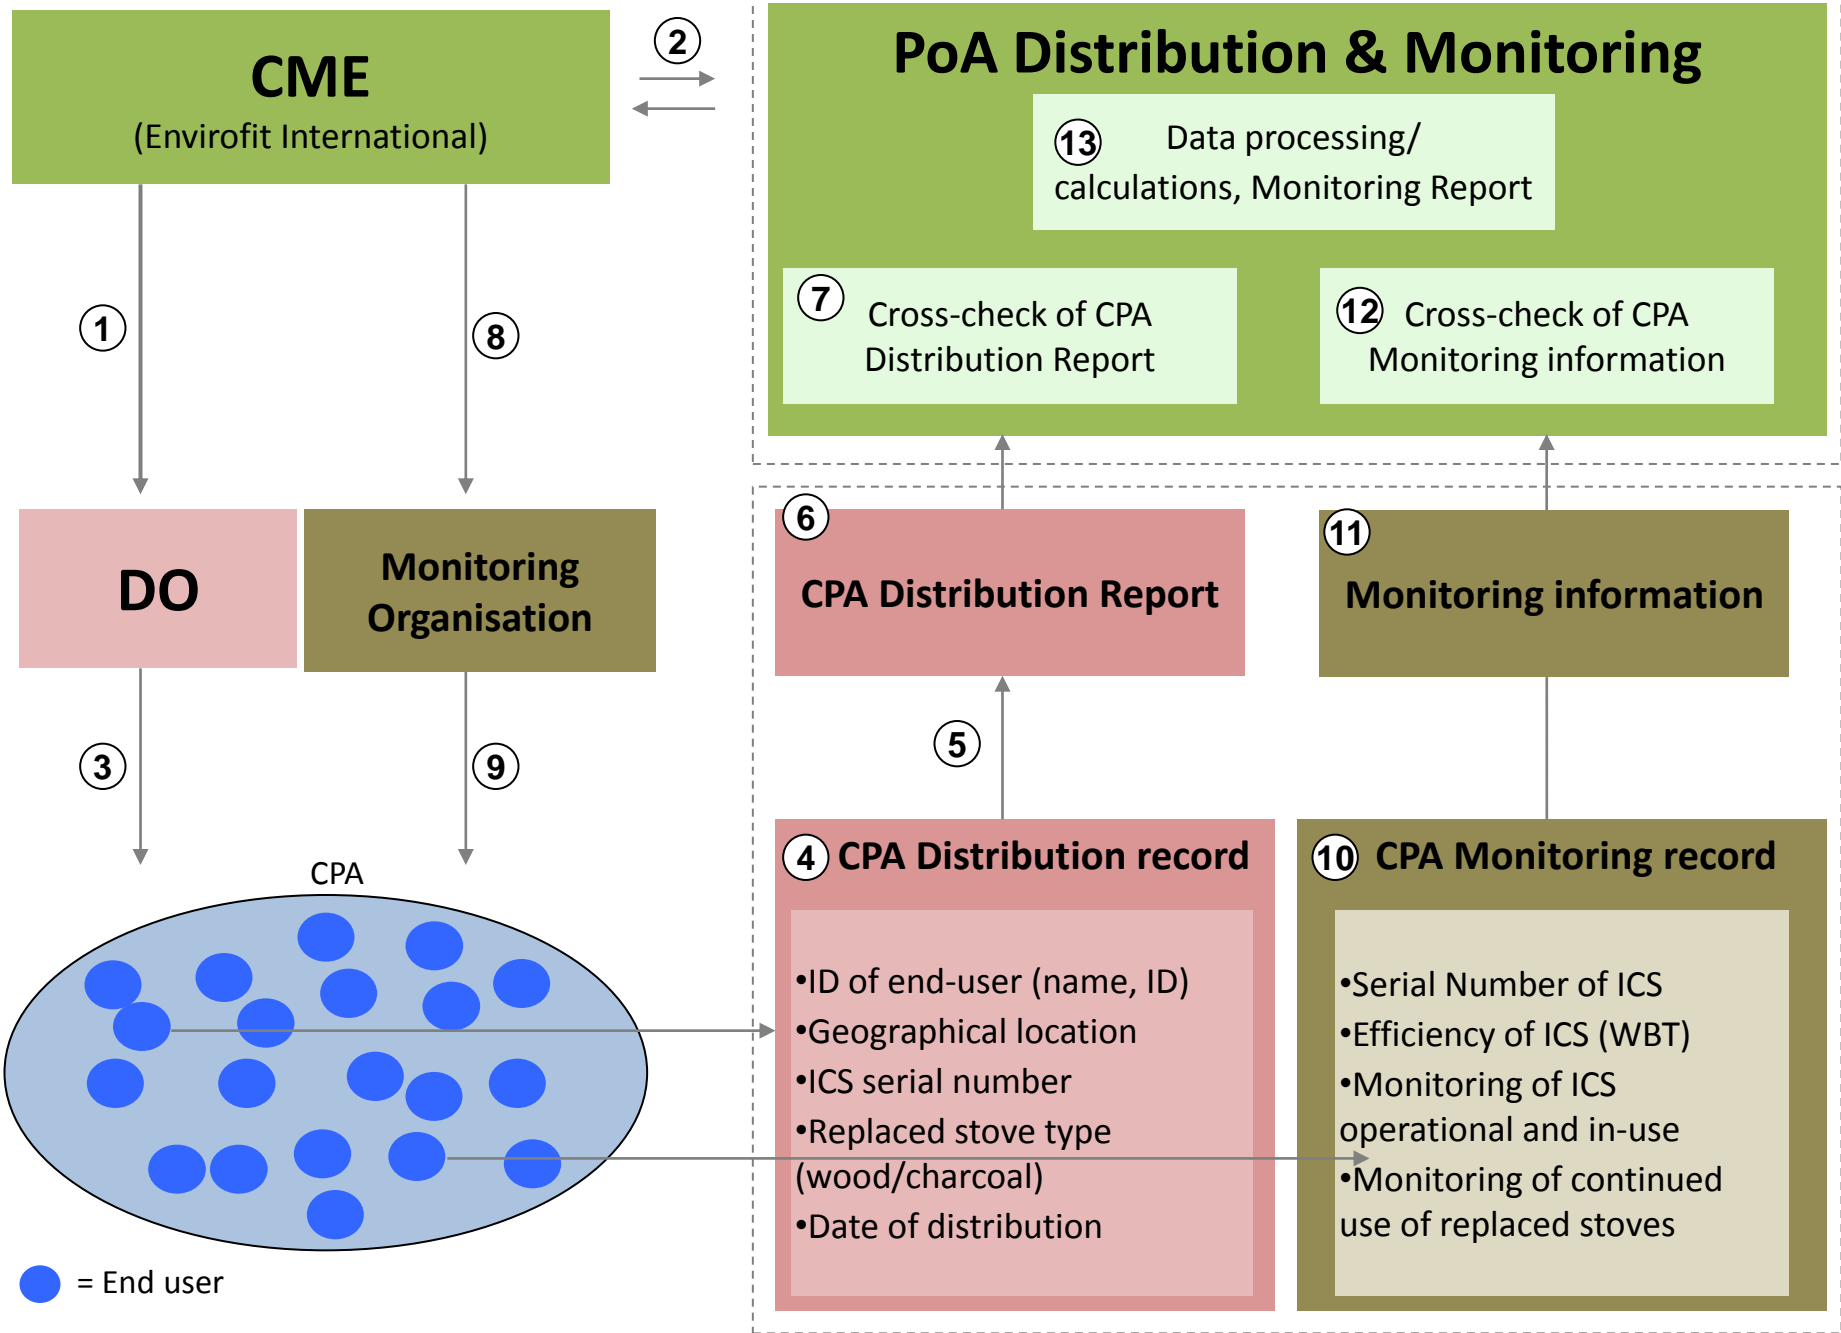 CME
(Envirofit International)
2
PoA Distribution & Monitoring
13 Data processing/
calculations, Monitoring Report
7 Cross-check of CPA
Distribution Report
12 Cross-check of CPA
Monitoring information
1
8
DO
Monitoring
Organisation
6
CPA Distribution Report
11
Monitoring information
3
9
5
CPA
4 CPA Distribution record
•ID of end-user (name, ID)
•Geographical location
•ICS serial number
•Replaced stove type
(wood/charcoal)
•Date of distribution
10 CPA Monitoring record
•Serial Number of ICS
•Efficiency of ICS (WBT)
•Monitoring of ICS
operational and in-use
•Monitoring of continued
use of replaced stoves
= End user